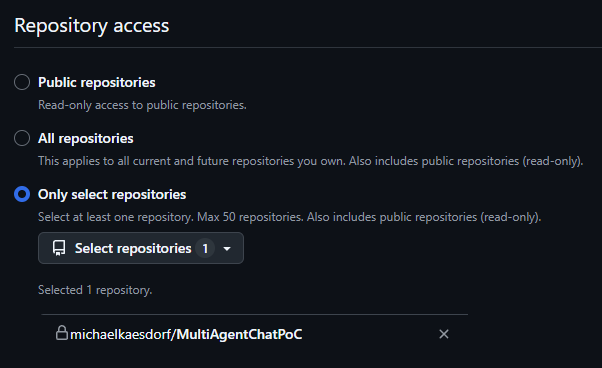 Repository access
Public repositories
Read-only access to public repositories.
All repositories
This applies to all current and future repositories you own. Also includes public repositories (read-only).
Only select repositories
Select at least one repository. Max 50 repositories. Also includes public repositories (read-only).
Select repositories 1
Selected 1 repository.
michaelkaesdorf/MultiAgentChatPoC